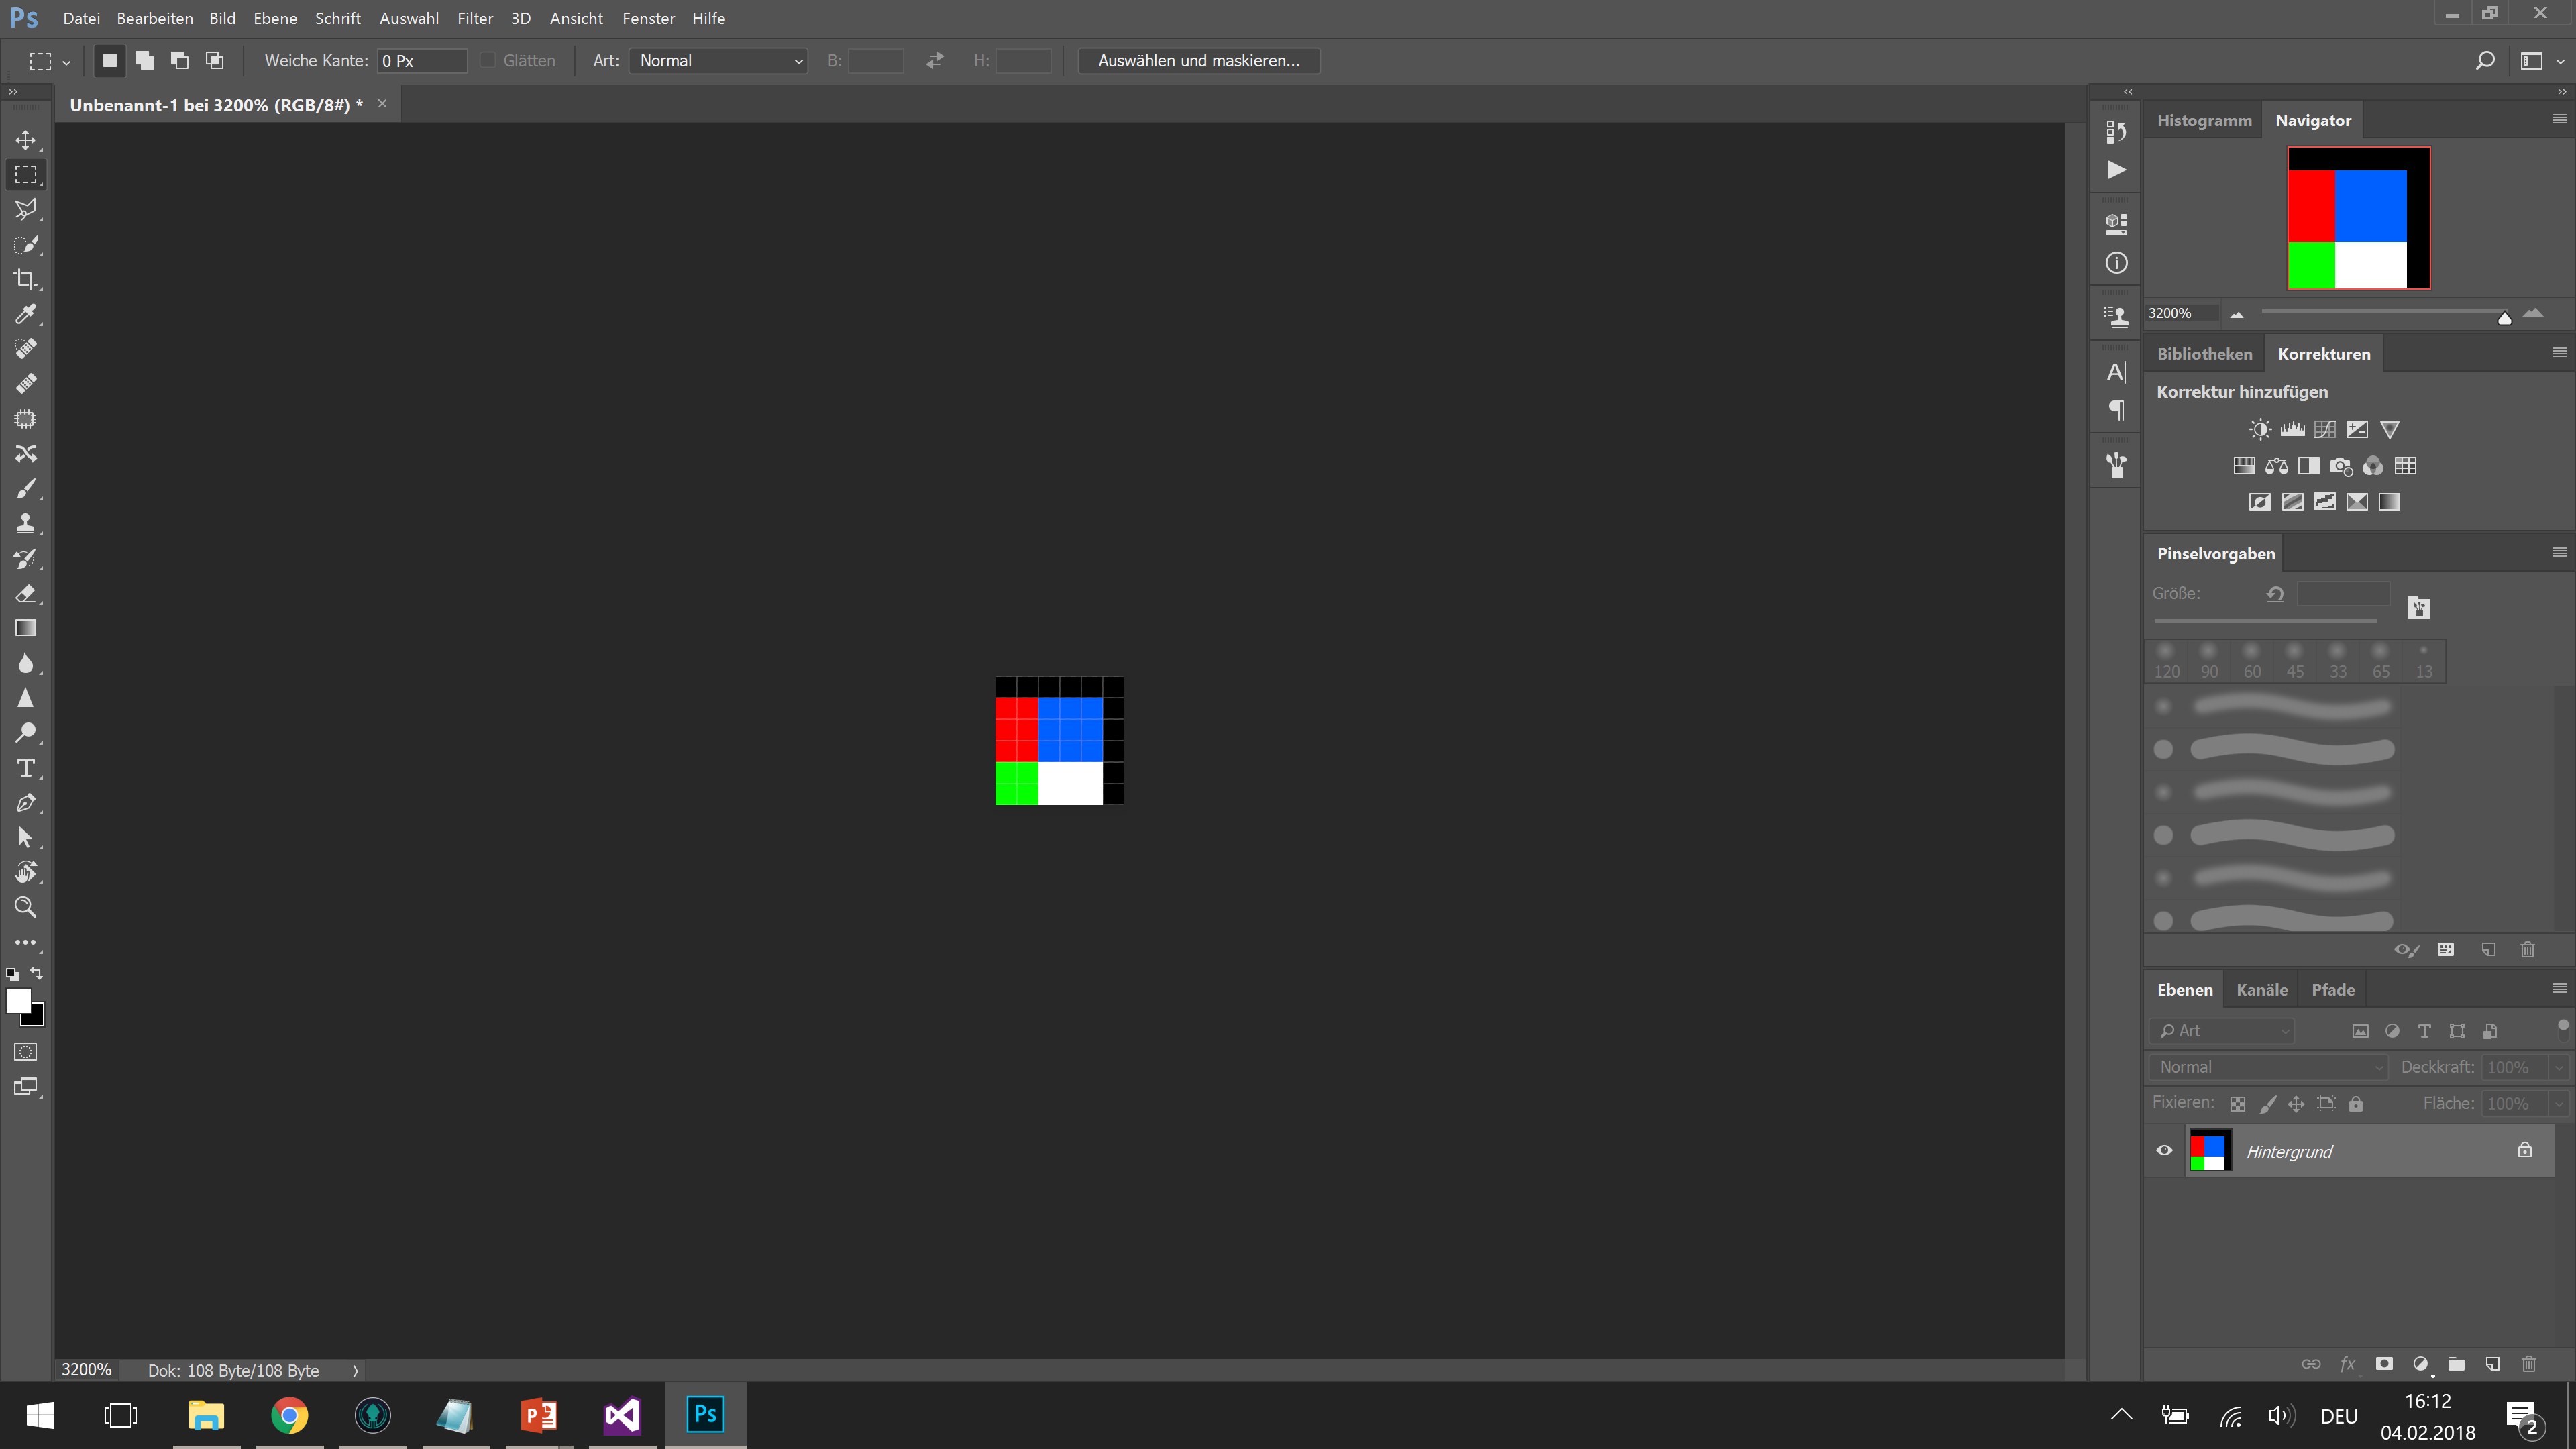 Ps Datei Bearbeiten Bild Ebene Schrift Auswahl Filter 3D Ansicht Fenster Hilfe
Weiche Kante: 0 Px Glätten Art: Normal B: H: Auswählen und maskieren...
Unbenannt-1 bei 3200% (RGB/8#) * ×
Histogramm Navigator
3200%
Bibliotheken Korrekturen
Korrektur hinzufügen
Pinselvorgaben
Größe:
120 90 60 45 33 65 13
Ebenen Kanäle Pfade
Art
Normal Deckkraft: 100%
Fixieren: Fläche: 100%
Hintergrund
fx
3200% Dok: 108 Byte/108 Byte
Ps
DEU
16:12
04.02.2018
2